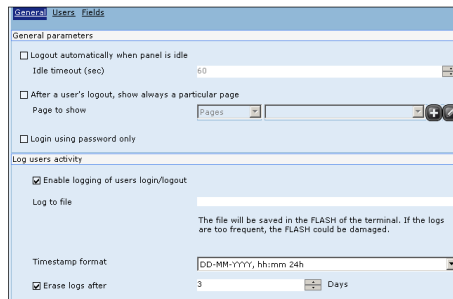 General Users Fields
General parameters
Logout automatically when panel is idle
Idle timeout (sec) 60
After a user's logout, show always a particular page
Page to show Pages
Login using password only
Log users activity
Enable logging of users login/logout
Log to file
The file will be saved in the FLASH of the terminal. If the logs
are too frequent, the FLASH could be damaged.
Timestamp format DD-MM-YYYY, hh:mm 24h
Erase logs after 3 Days